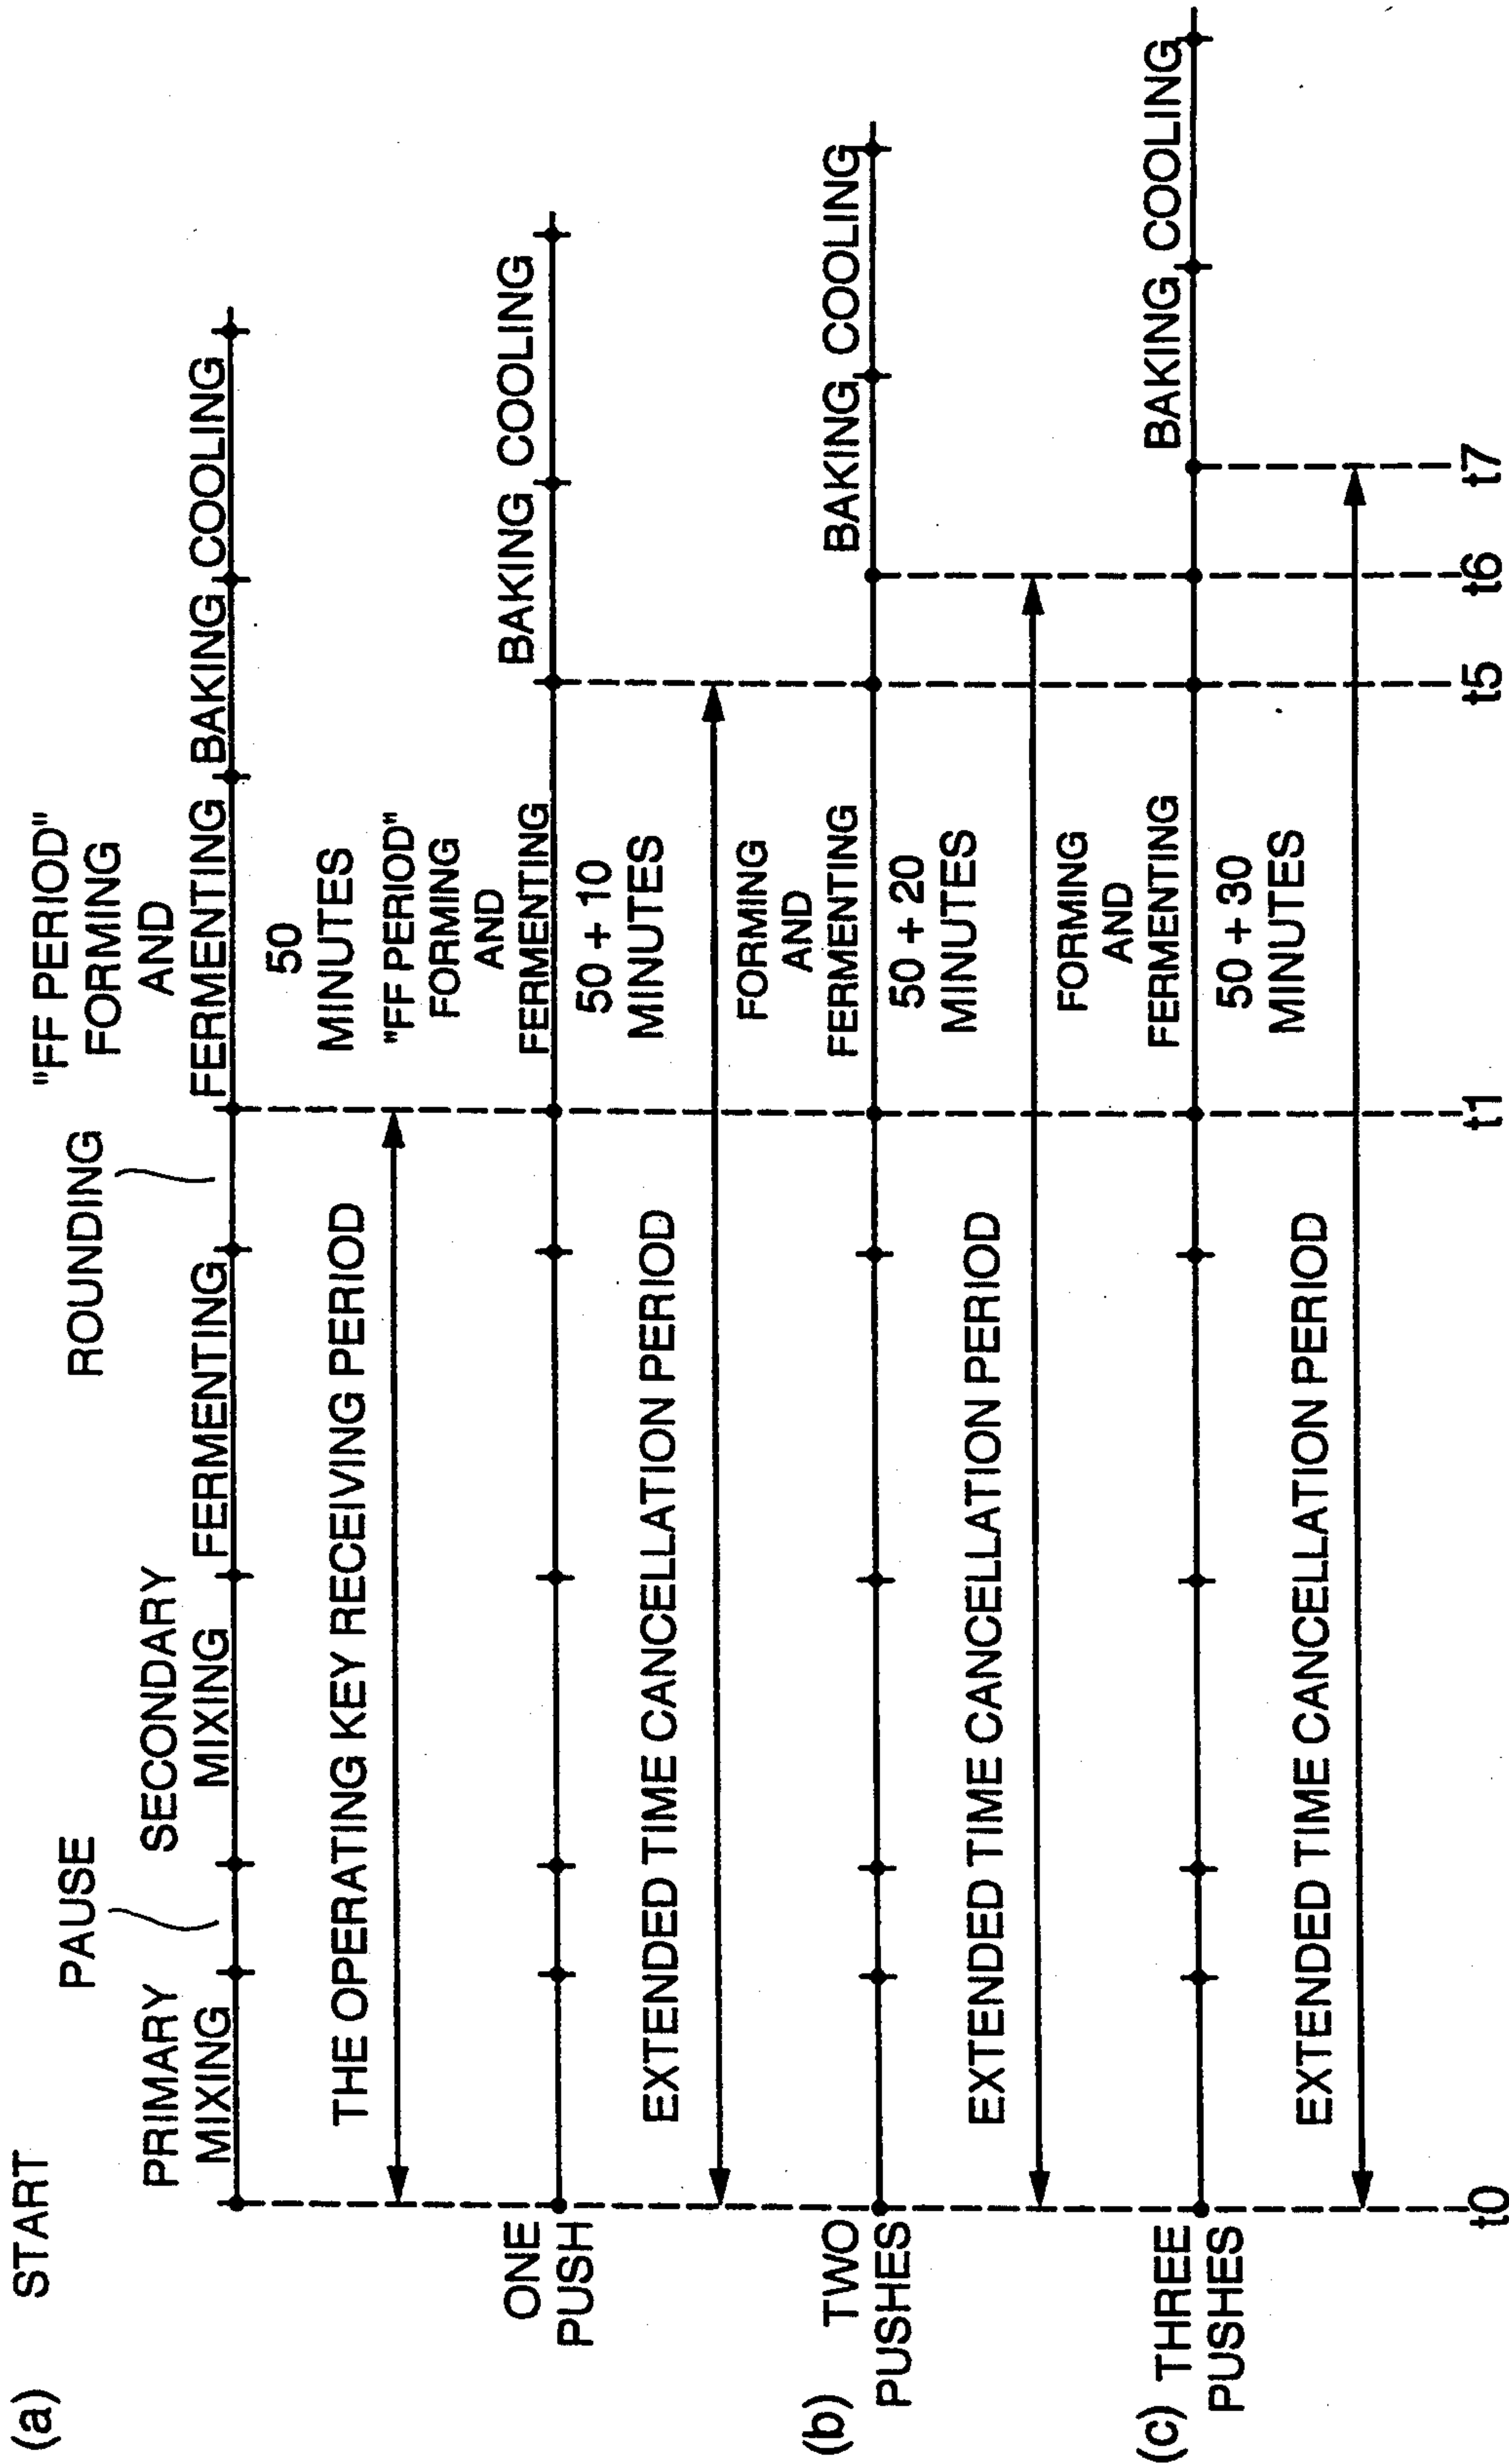 (a) START
PRIMARY
MIXING
PAUSE
SECONDARY
MIXING
FERMENTING
ROUNDING
"FF PERIOD"
FORMING
AND
FERMENTING
BAKING
COOLING
50
MINUTES
THE OPERATING KEY RECEIVING PERIOD
ONE
PUSH
"FF PERIOD"
FORMING
AND
FERMENTING
50 + 10
MINUTES
BAKING
COOLING
EXTENDED TIME CANCELLATION PERIOD
(b) TWO
PUSHES
FORMING
AND
FERMENTING
50 + 20
MINUTES
BAKING
COOLING
EXTENDED TIME CANCELLATION PERIOD
(c) THREE
PUSHES
FORMING
AND
FERMENTING
50 + 30
MINUTES
BAKING
COOLING
EXTENDED TIME CANCELLATION PERIOD
t0
t1
t5
t6
t7